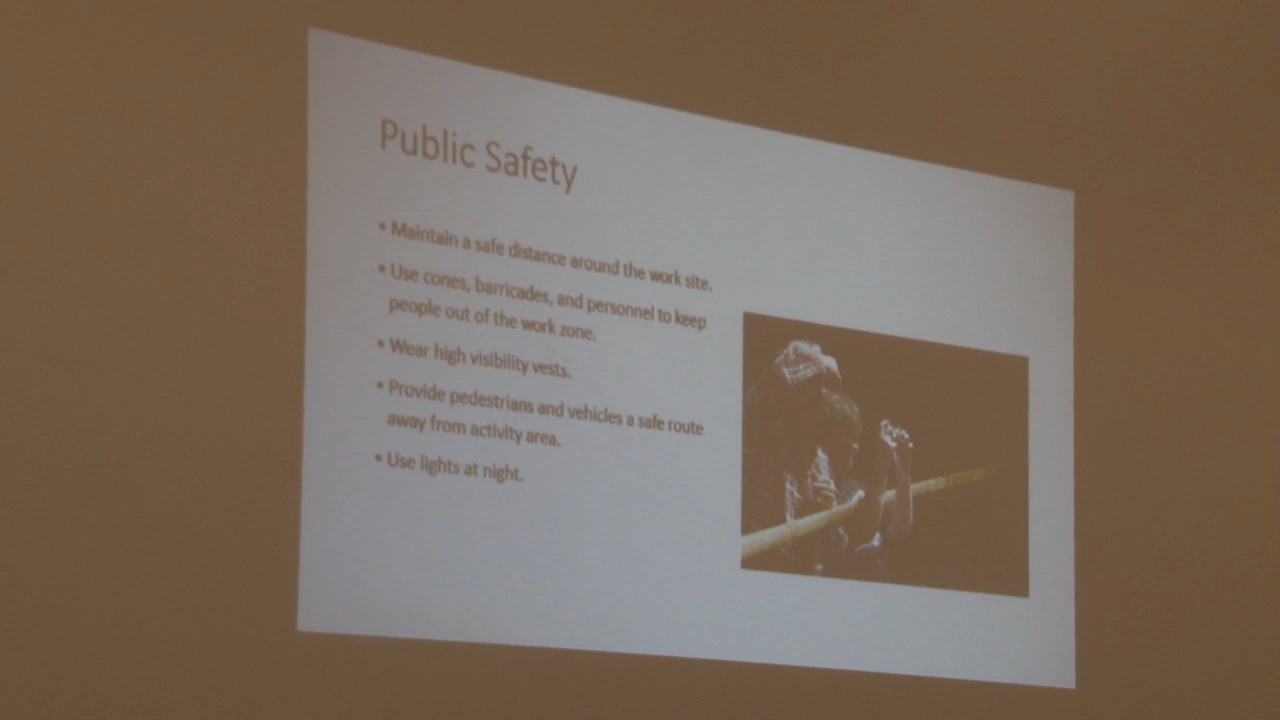 Public Safety
• Maintain a safe distance around the work site.
• Use cones, barricades, and personnel to keep
people out of the work zone.
• Wear high visibility vests.
• Provide pedestrians and vehicles a safe route
away from activity area.
• Use lights at night.